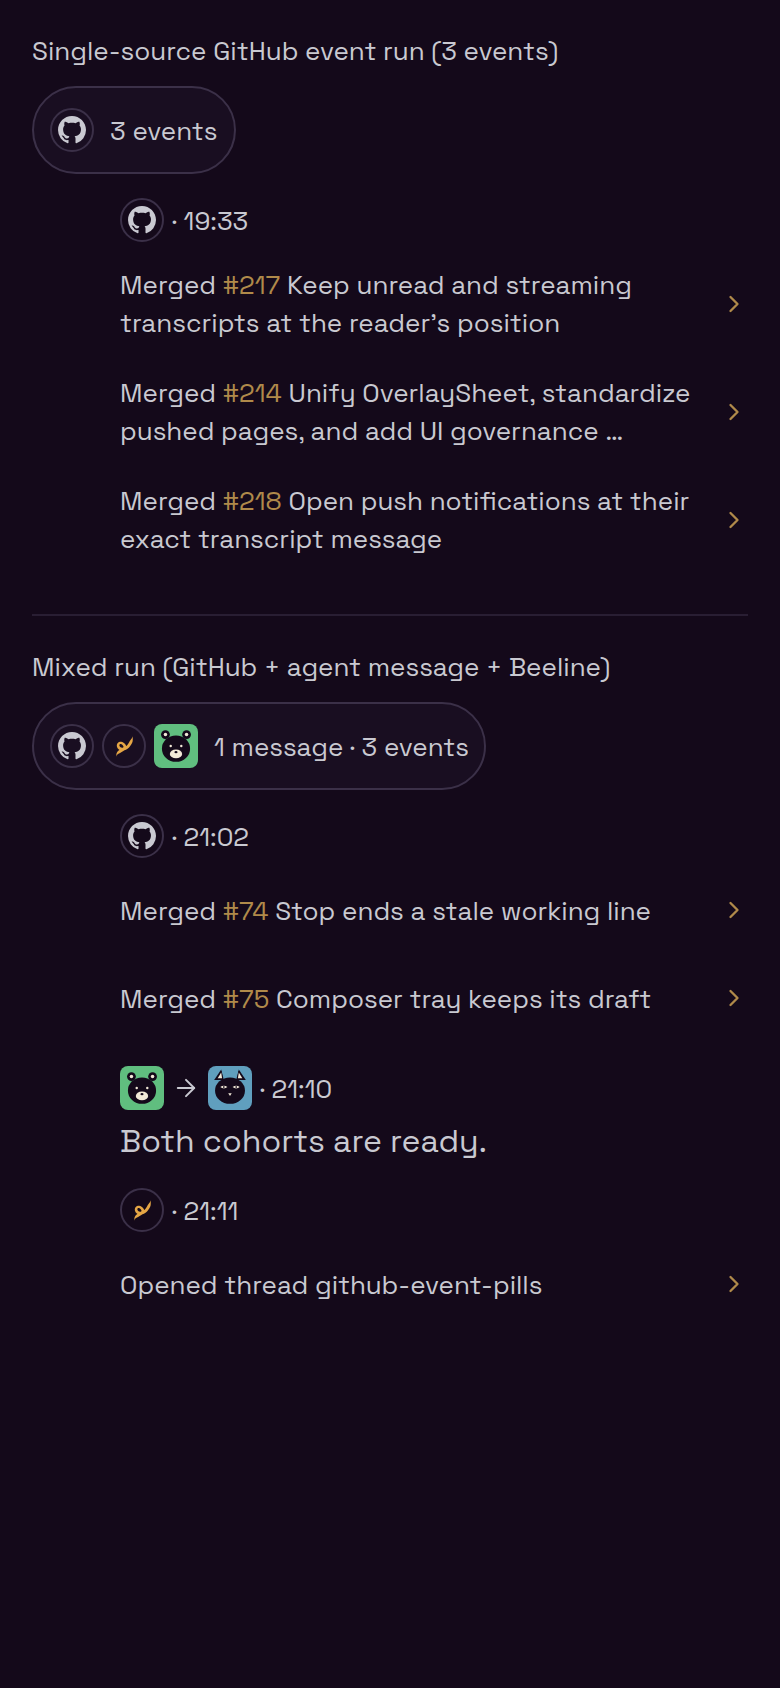 Single-source GitHub event run (3 events)
3 events
· 19:33
Merged #217 Keep unread and streaming
transcripts at the reader’s position
Merged #214 Unify OverlaySheet, standardize
pushed pages, and add UI governance …
Merged #218 Open push notifications at their
exact transcript message
Mixed run (GitHub + agent message + Beeline)
1 message · 3 events
· 21:02
Merged #74 Stop ends a stale working line
Merged #75 Composer tray keeps its draft
→ · 21:10
Both cohorts are ready.
· 21:11
Opened thread github-event-pills